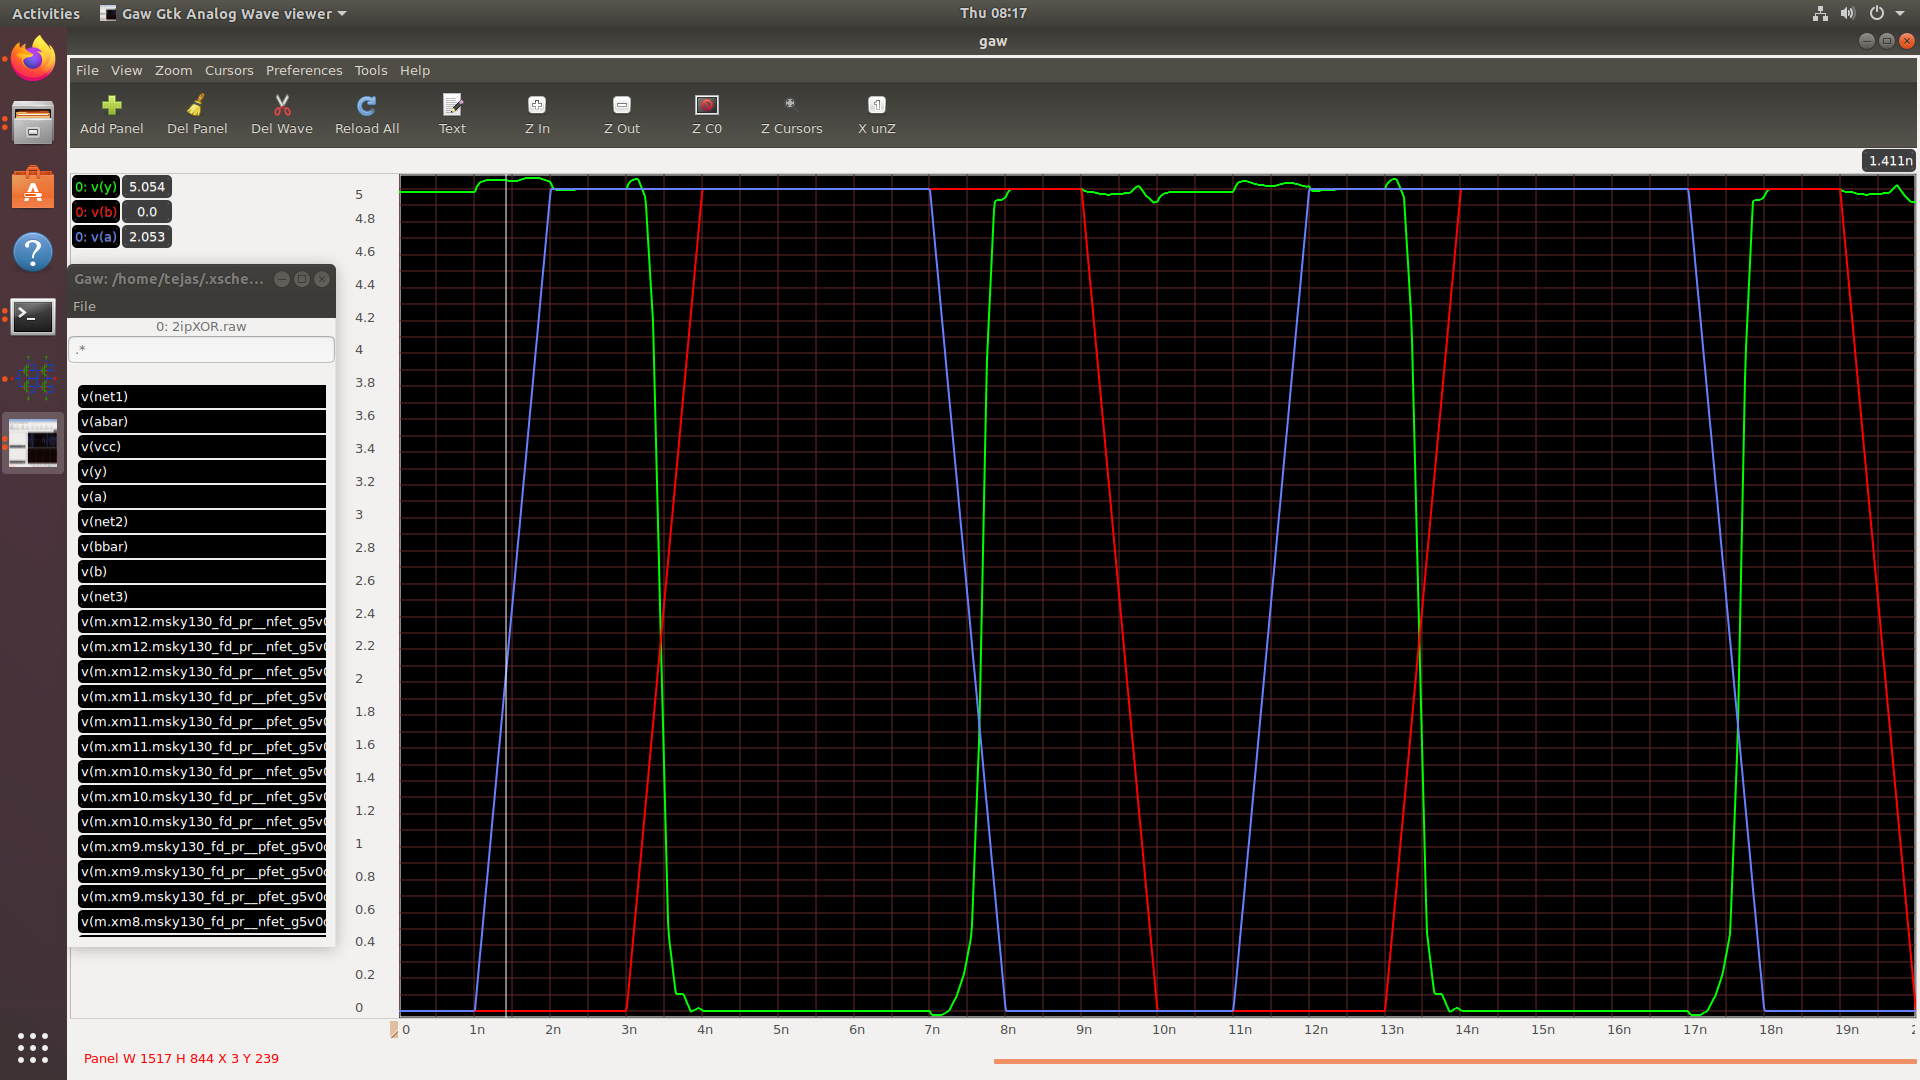 Activities
Gaw Gtk Analog Wave viewer
Thu 08:17
gaw
File View Zoom Cursors Preferences Tools Help
Add Panel Del Panel Del Wave Reload All Text Z In Z Out Z C0 Z Cursors X unZ
1.411n
0: v(y) 5.054
0: v(b) 0.0
0: v(a) 2.053
Gaw: /home/tejas/.xsche...
File
0: 2ipXOR.raw
.*
v(net1)
v(abar)
v(vcc)
v(y)
v(a)
v(net2)
v(bbar)
v(b)
v(net3)
v(m.xm12.msky130_fd_pr__nfet_g5v0
v(m.xm12.msky130_fd_pr__nfet_g5v0
v(m.xm12.msky130_fd_pr__nfet_g5v0
v(m.xm11.msky130_fd_pr__pfet_g5v0
v(m.xm11.msky130_fd_pr__pfet_g5v0
v(m.xm11.msky130_fd_pr__pfet_g5v0
v(m.xm10.msky130_fd_pr__nfet_g5v0
v(m.xm10.msky130_fd_pr__nfet_g5v0
v(m.xm10.msky130_fd_pr__nfet_g5v0
v(m.xm9.msky130_fd_pr__pfet_g5v0d
v(m.xm9.msky130_fd_pr__pfet_g5v0d
v(m.xm9.msky130_fd_pr__pfet_g5v0d
v(m.xm8.msky130_fd_pr__nfet_g5v0d
5
4.8
4.6
4.4
4.2
4
3.8
3.6
3.4
3.2
3
2.8
2.6
2.4
2.2
2
1.8
1.6
1.4
1.2
1
0.8
0.6
0.4
0.2
0
0 1n 2n 3n 4n 5n 6n 7n 8n 9n 10n 11n 12n 13n 14n 15n 16n 17n 18n 19n
Panel W 1517 H 844 X 3 Y 239